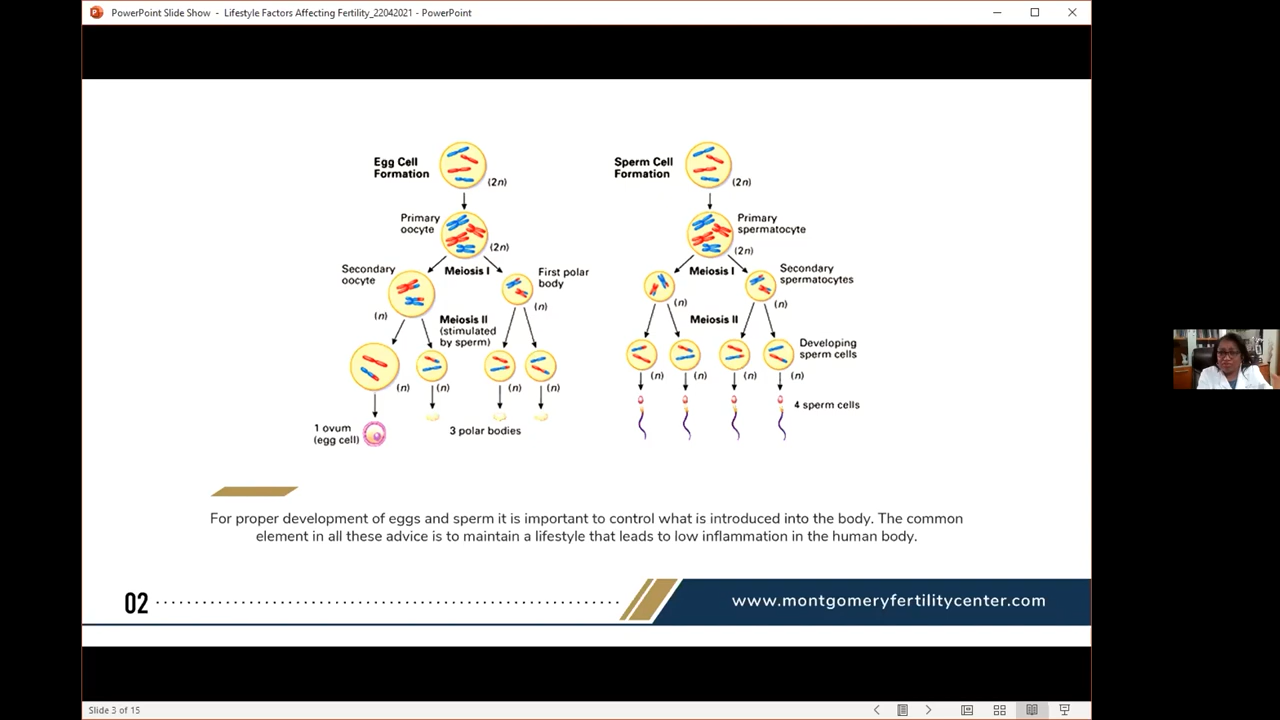 PowerPoint Slide Show - Lifestyle Factors Affecting Fertility_22042021 - PowerPoint
Egg Cell
Formation
(2n)
Primary
oocyte
(2n)
Secondary
oocyte
Meiosis I
First polar
body
(n)
(n)
Meiosis II
(stimulated
by sperm)
(n)
(n)
(n)
(n)
1 ovum
(egg cell)
3 polar bodies
Sperm Cell
Formation
(2n)
Primary
spermatocyte
(2n)
Meiosis I
Secondary
spermatocytes
(n)
(n)
Meiosis II
Developing
sperm cells
(n)
(n)
(n)
(n)
4 sperm cells
For proper development of eggs and sperm it is important to control what is introduced into the body. The common
element in all these advice is to maintain a lifestyle that leads to low inflammation in the human body.
02
www.montgomeryfertilitycenter.com
Slide 3 of 15